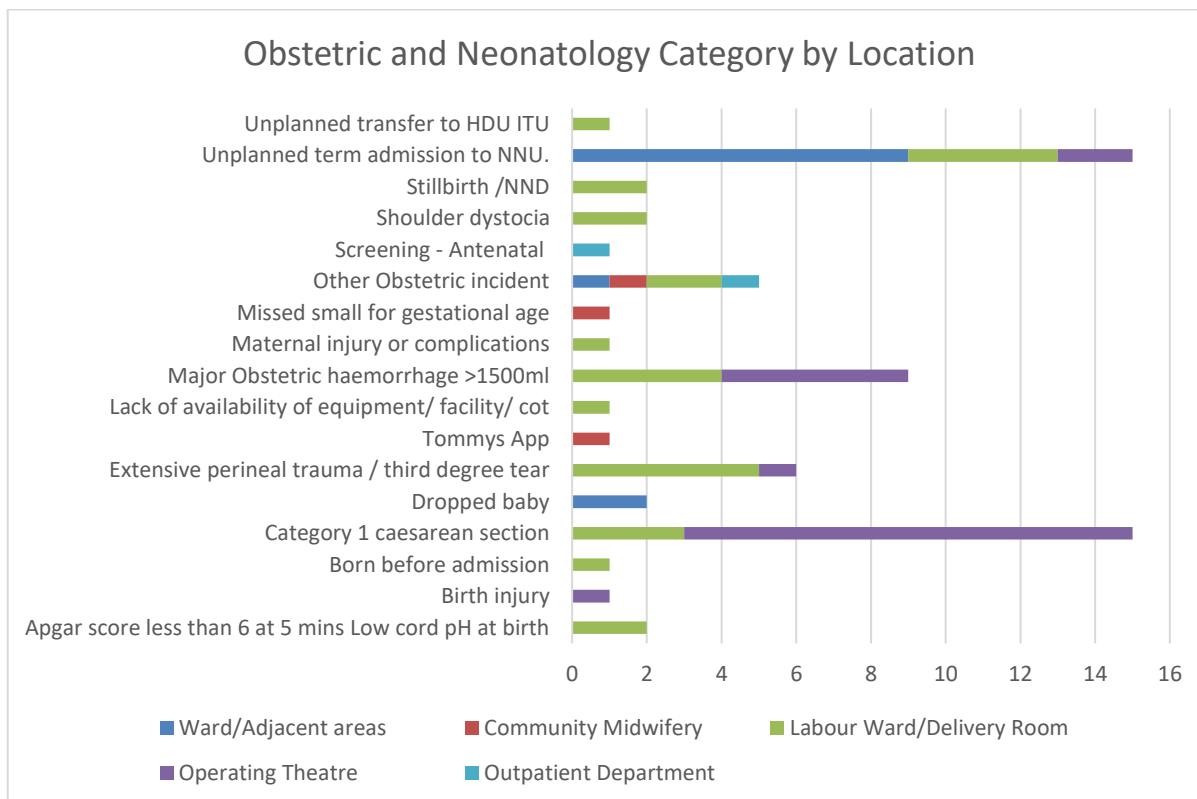 Obstetric and Neonatology Category by Location
Unplanned transfer to HDU ITU
Unplanned term admission to NNU.
Stillbirth /NND
Shoulder dystocia
Screening - Antenatal
Other Obstetric incident
Missed small for gestational age
Maternal injury or complications
Major Obstetric haemorrhage >1500ml
Lack of availability of equipment/ facility/ cot
Tommys App
Extensive perineal trauma / third degree tear
Dropped baby
Category 1 caesarean section
Born before admission
Birth injury
Apgar score less than 6 at 5 mins Low cord pH at birth
0 2 4 6 8 10 12 14 16
Ward/Adjacent areas Community Midwifery Labour Ward/Delivery Room
Operating Theatre Outpatient Department